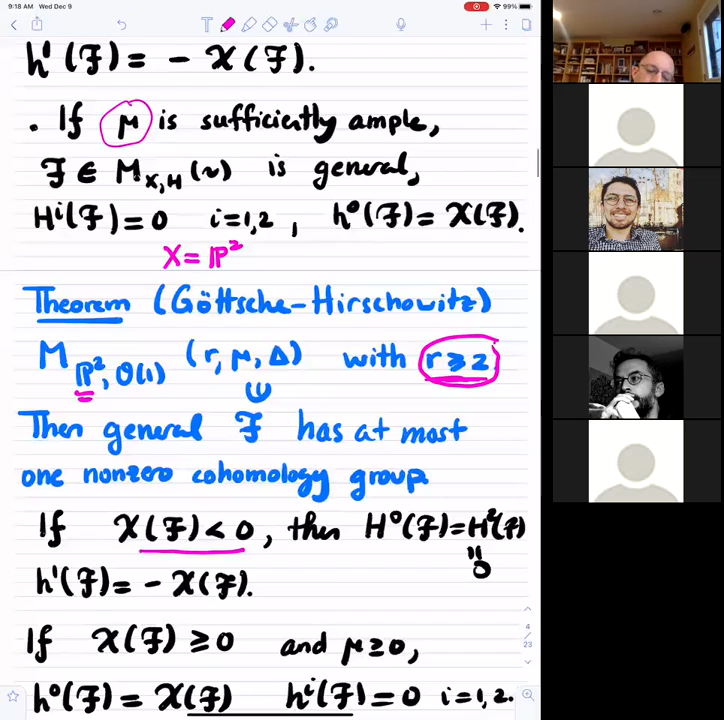 9:18 AM Wed Dec 9
99%
h¹(F) = - χ(F).
. If μ is sufficiently ample,
F ∈ M_{X,H}(v) is general,
Hⁱ(F) = 0 i=1,2, h⁰(F) = χ(F).
X = ℙ²
Theorem (Göttsche-Hirschowitz)
M_{ℙ², O(1)} (r, μ, Δ) with r ≥ 2
Ψ
Then general F has at most
one nonzero cohomology group.
If χ(F) < 0, then H⁰(F) = H²(F)
=
0
h¹(F) = - χ(F).
4
/
23
If χ(F) ≥ 0 and μ ≥ 0,
h⁰(F) = χ(F) hⁱ(F) = 0 i=1,2.